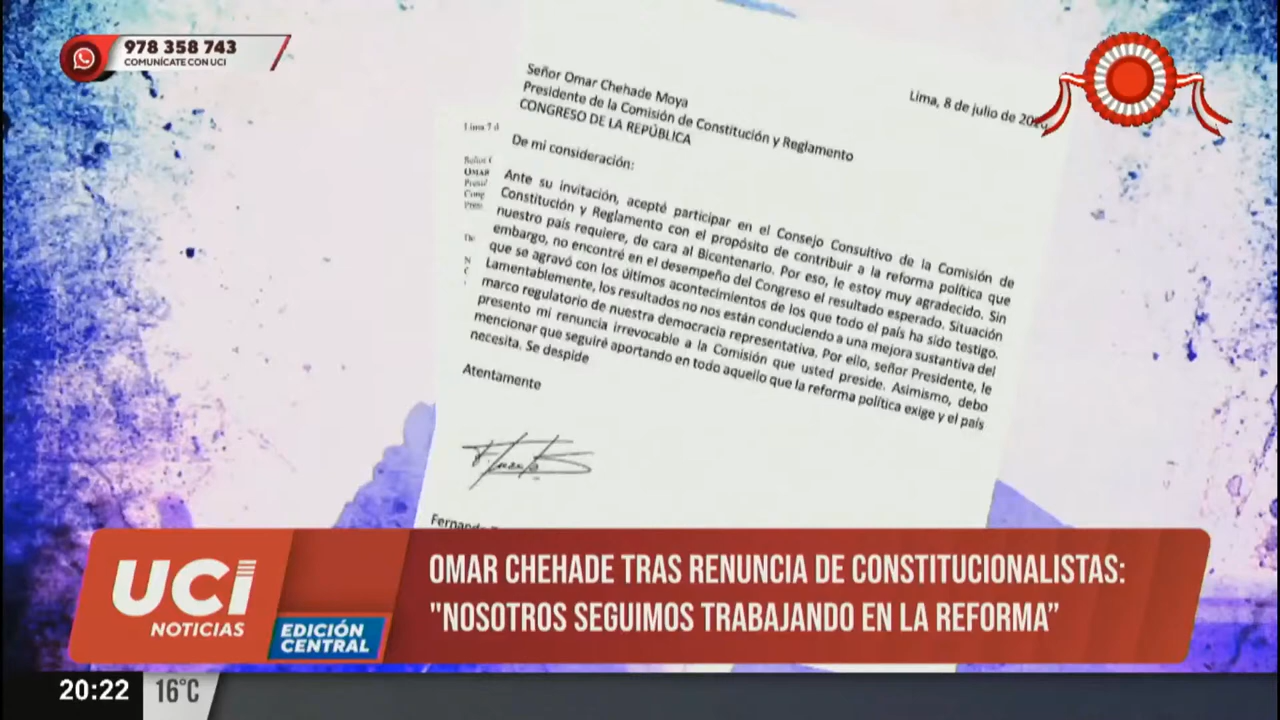 978 358 743
COMUNÍCATE CON UCI
Lima, 8 de julio de
Señor Omar Chehade Moya
Presidente de la Comisión de Constitución y Reglamento
CONGRESO DE LA REPÚBLICA
De mi consideración:
Ante su invitación, acepté participar en el Consejo Consultivo de la Comisión de
Constitución y Reglamento con el propósito de contribuir a la reforma política que
nuestro país requiere, de cara al Bicentenario. Por eso, le estoy muy agradecido. Sin
embargo, no encontré en el desempeño del Congreso el resultado esperado. Situación
que se agravó con los últimos acontecimientos de los que todo el país ha sido testigo.
Lamentablemente, los resultados no nos están conduciendo a una mejora sustantiva del
marco regulatorio de nuestra democracia representativa. Por ello, señor Presidente, le
presento mi renuncia irrevocable a la Comisión que usted preside. Asimismo, debo
mencionar que seguiré aportando en todo aquello que la reforma política exige y el país
necesita. Se despide
Atentamente
UCI
NOTICIAS
EDICIÓN
CENTRAL
OMAR CHEHADE TRAS RENUNCIA DE CONSTITUCIONALISTAS:
"NOSOTROS SEGUIMOS TRABAJANDO EN LA REFORMA”
20:22
16°C